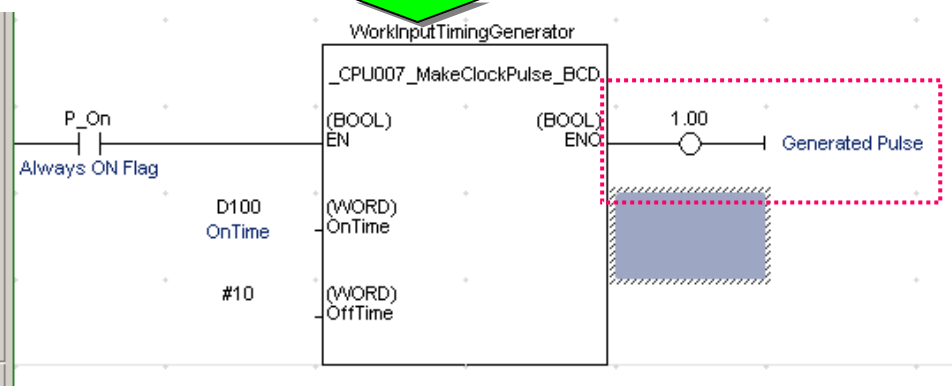 WorkInputTimingGenerator
_CPU007_MakeClockPulse_BCD
P_On
(BOOL)
EN
(BOOL)
ENO
1.00
Generated Pulse
Always ON Flag
D100
OnTime
(WORD)
OnTime
#10
(WORD)
OffTime